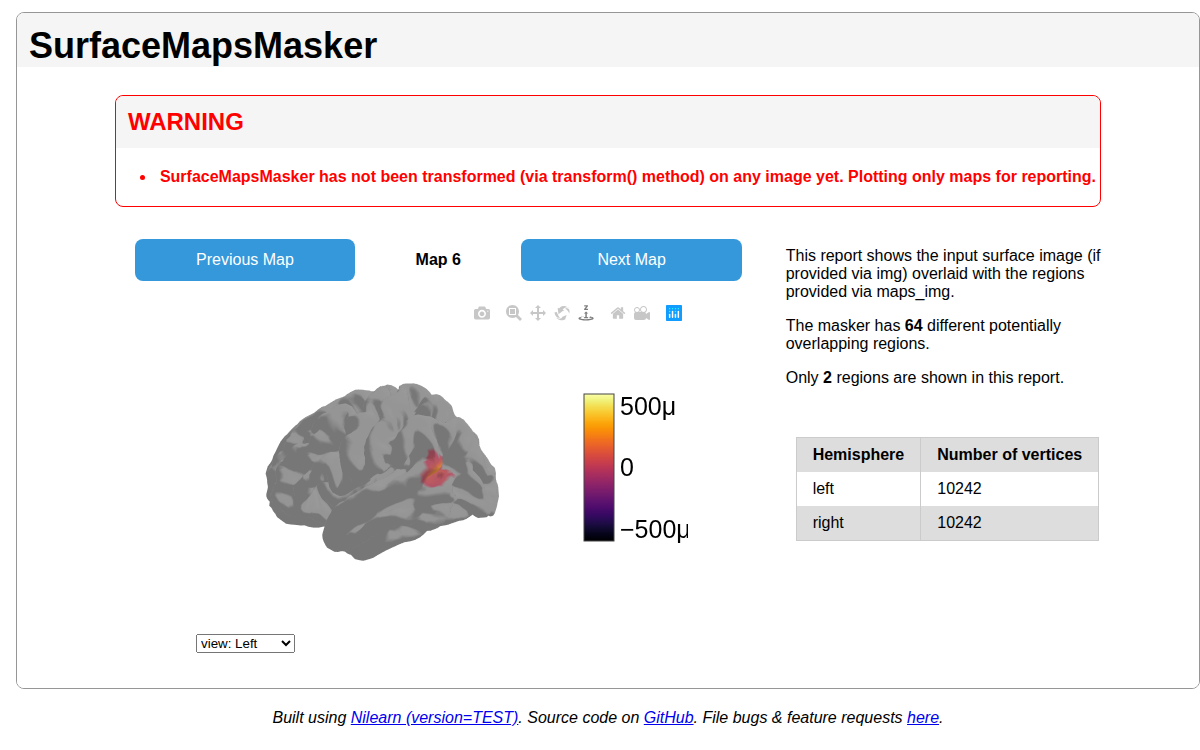 SurfaceMapsMasker
WARNING
• SurfaceMapsMasker has not been transformed (via transform() method) on any image yet. Plotting only maps for reporting.
Previous Map
Map 6
Next Map
This report shows the input surface image (if
provided via img) overlaid with the regions
provided via maps_img.
The masker has 64 different potentially
overlapping regions.
Only 2 regions are shown in this report.
500μ
0
−500μ
Hemisphere Number of vertices
left 10242
right 10242
view: Left
Built using Nilearn (version=TEST). Source code on GitHub. File bugs & feature requests here.